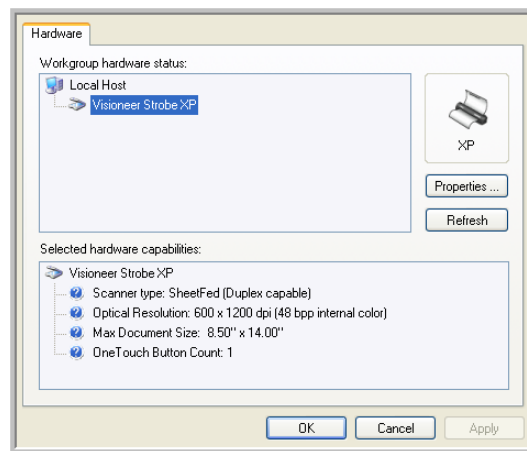 Hardware
Workgroup hardware status:
Local Host
Visioneer Strobe XP
XP
Properties ...
Refresh
Selected hardware capabilities:
Visioneer Strobe XP
Scanner type: SheetFed (Duplex capable)
Optical Resolution: 600 x 1200 dpi (48 bpp internal color)
Max Document Size:  8.50'' x 14.00''
OneTouch Button Count: 1
OK
Cancel
Apply